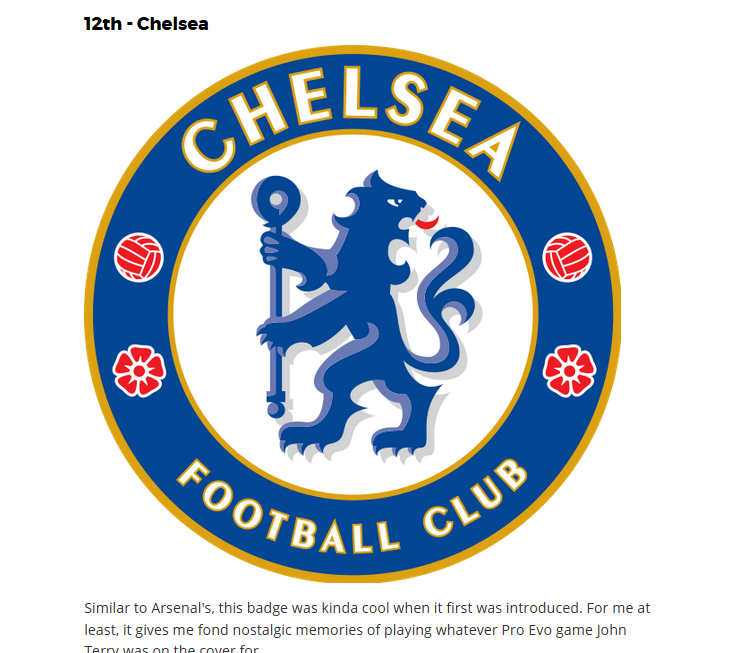 12th - Chelsea
CHELSEA
FOOTBALL CLUB
Similar to Arsenal's, this badge was kinda cool when it first was introduced. For me at
least, it gives me fond nostalgic memories of playing whatever Pro Evo game John
Terry was on the cover for.